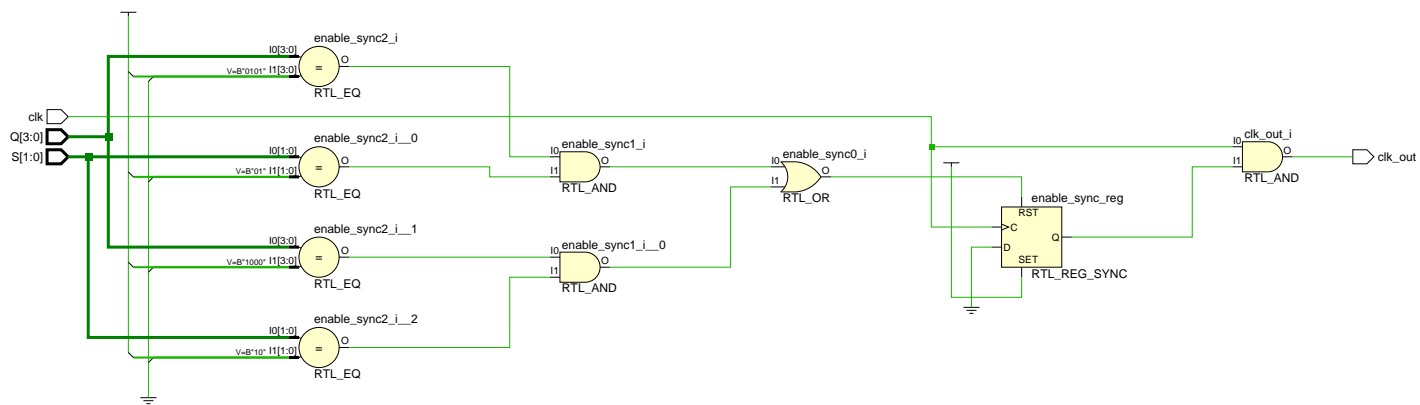 enable_sync2_i
I0[3:0]
O
=
V=B"0101" I1[3:0]
RTL_EQ
clk
Q[3:0]
S[1:0]
enable_sync2_i__0
I0[1:0]
O
=
V=B"01" I1[1:0]
RTL_EQ
enable_sync1_i
I0
O
I1
RTL_AND
enable_sync0_i
I0
O
I1
RTL_OR
clk_out_i
I0
O
I1
RTL_AND
clk_out
enable_sync_reg
RST
C
D
Q
SET
RTL_REG_SYNC
enable_sync2_i__1
I0[3:0]
O
=
V=B"1000" I1[3:0]
RTL_EQ
enable_sync1_i__0
I0
O
I1
RTL_AND
enable_sync2_i__2
I0[1:0]
O
=
V=B"10" I1[1:0]
RTL_EQ